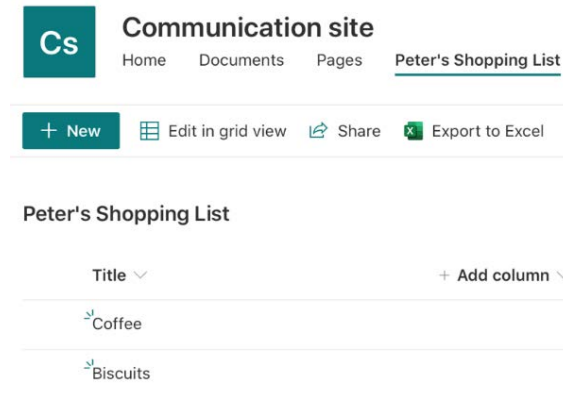 Cs
Communication site
Home Documents Pages Peter's Shopping List
+ New Edit in grid view Share Export to Excel
Peter's Shopping List
Title + Add column
Coffee
Biscuits